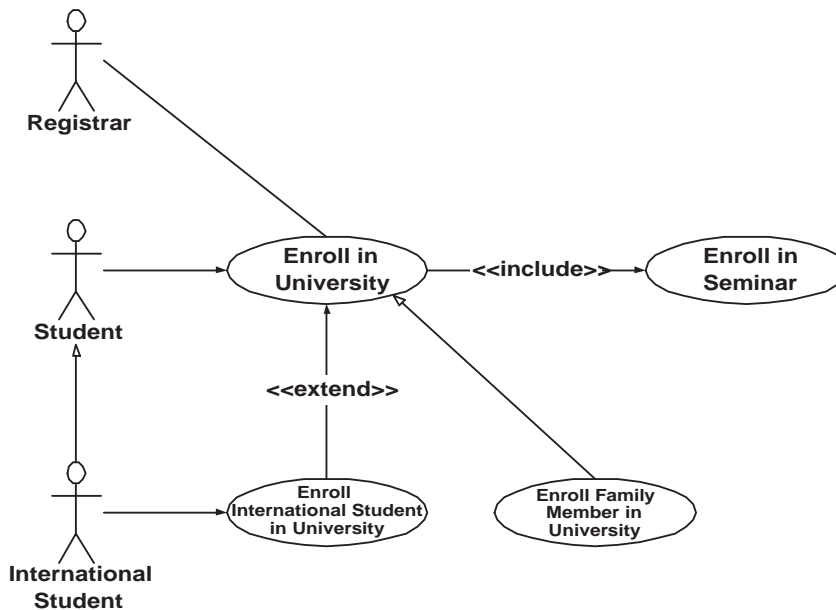 Registrar
Enroll in
University
<<include>>
Enroll in
Seminar
Student
<<extend>>
Enroll
International Student
in University
Enroll Family
Member in
University
International
Student